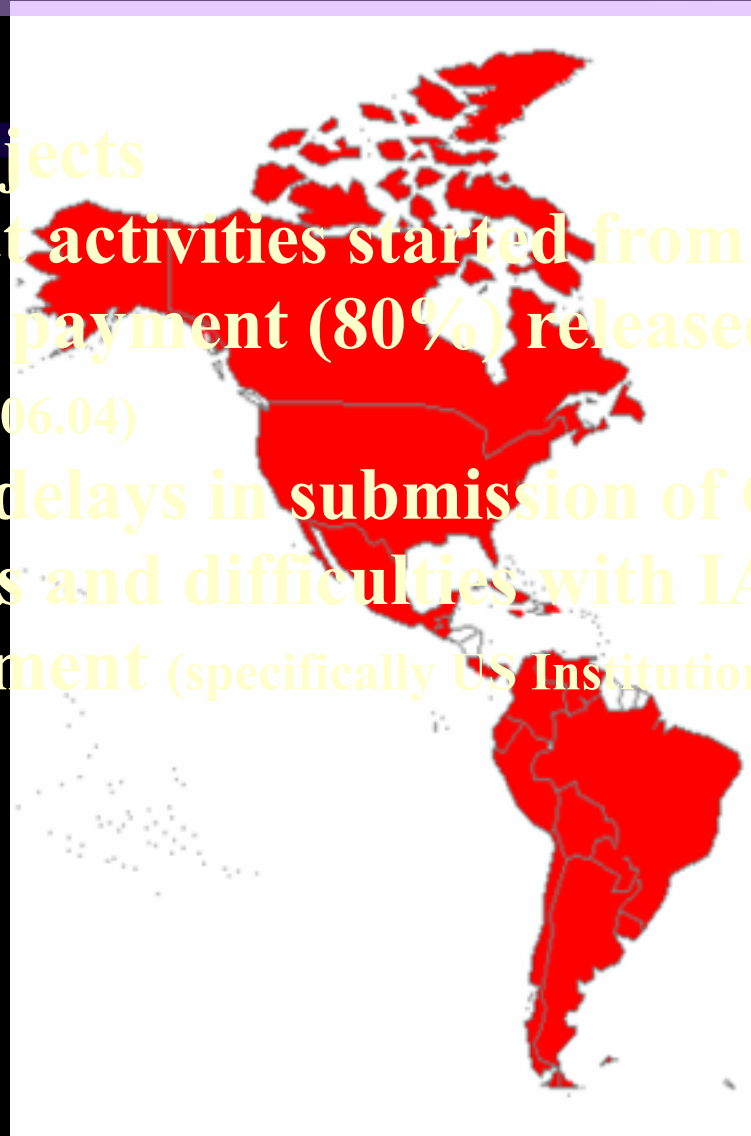 jects
t activities started from
payment (80%) released
06.04)
delays in submission of
s and difficulties with IA
ment (specifically US Institution